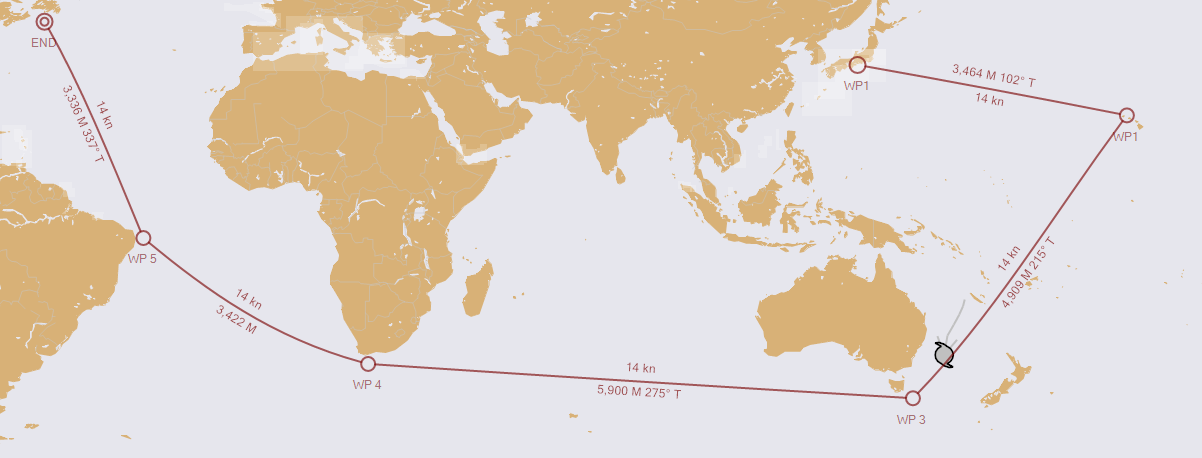 END
14 kn
3,336 M 337° T
WP 5
14 kn
3,422 M
WP 4
14 kn
5,900 M 275° T
WP 3
14 kn
4,909 M 215° T
WP1
3,464 M 102° T
14 kn
WP1